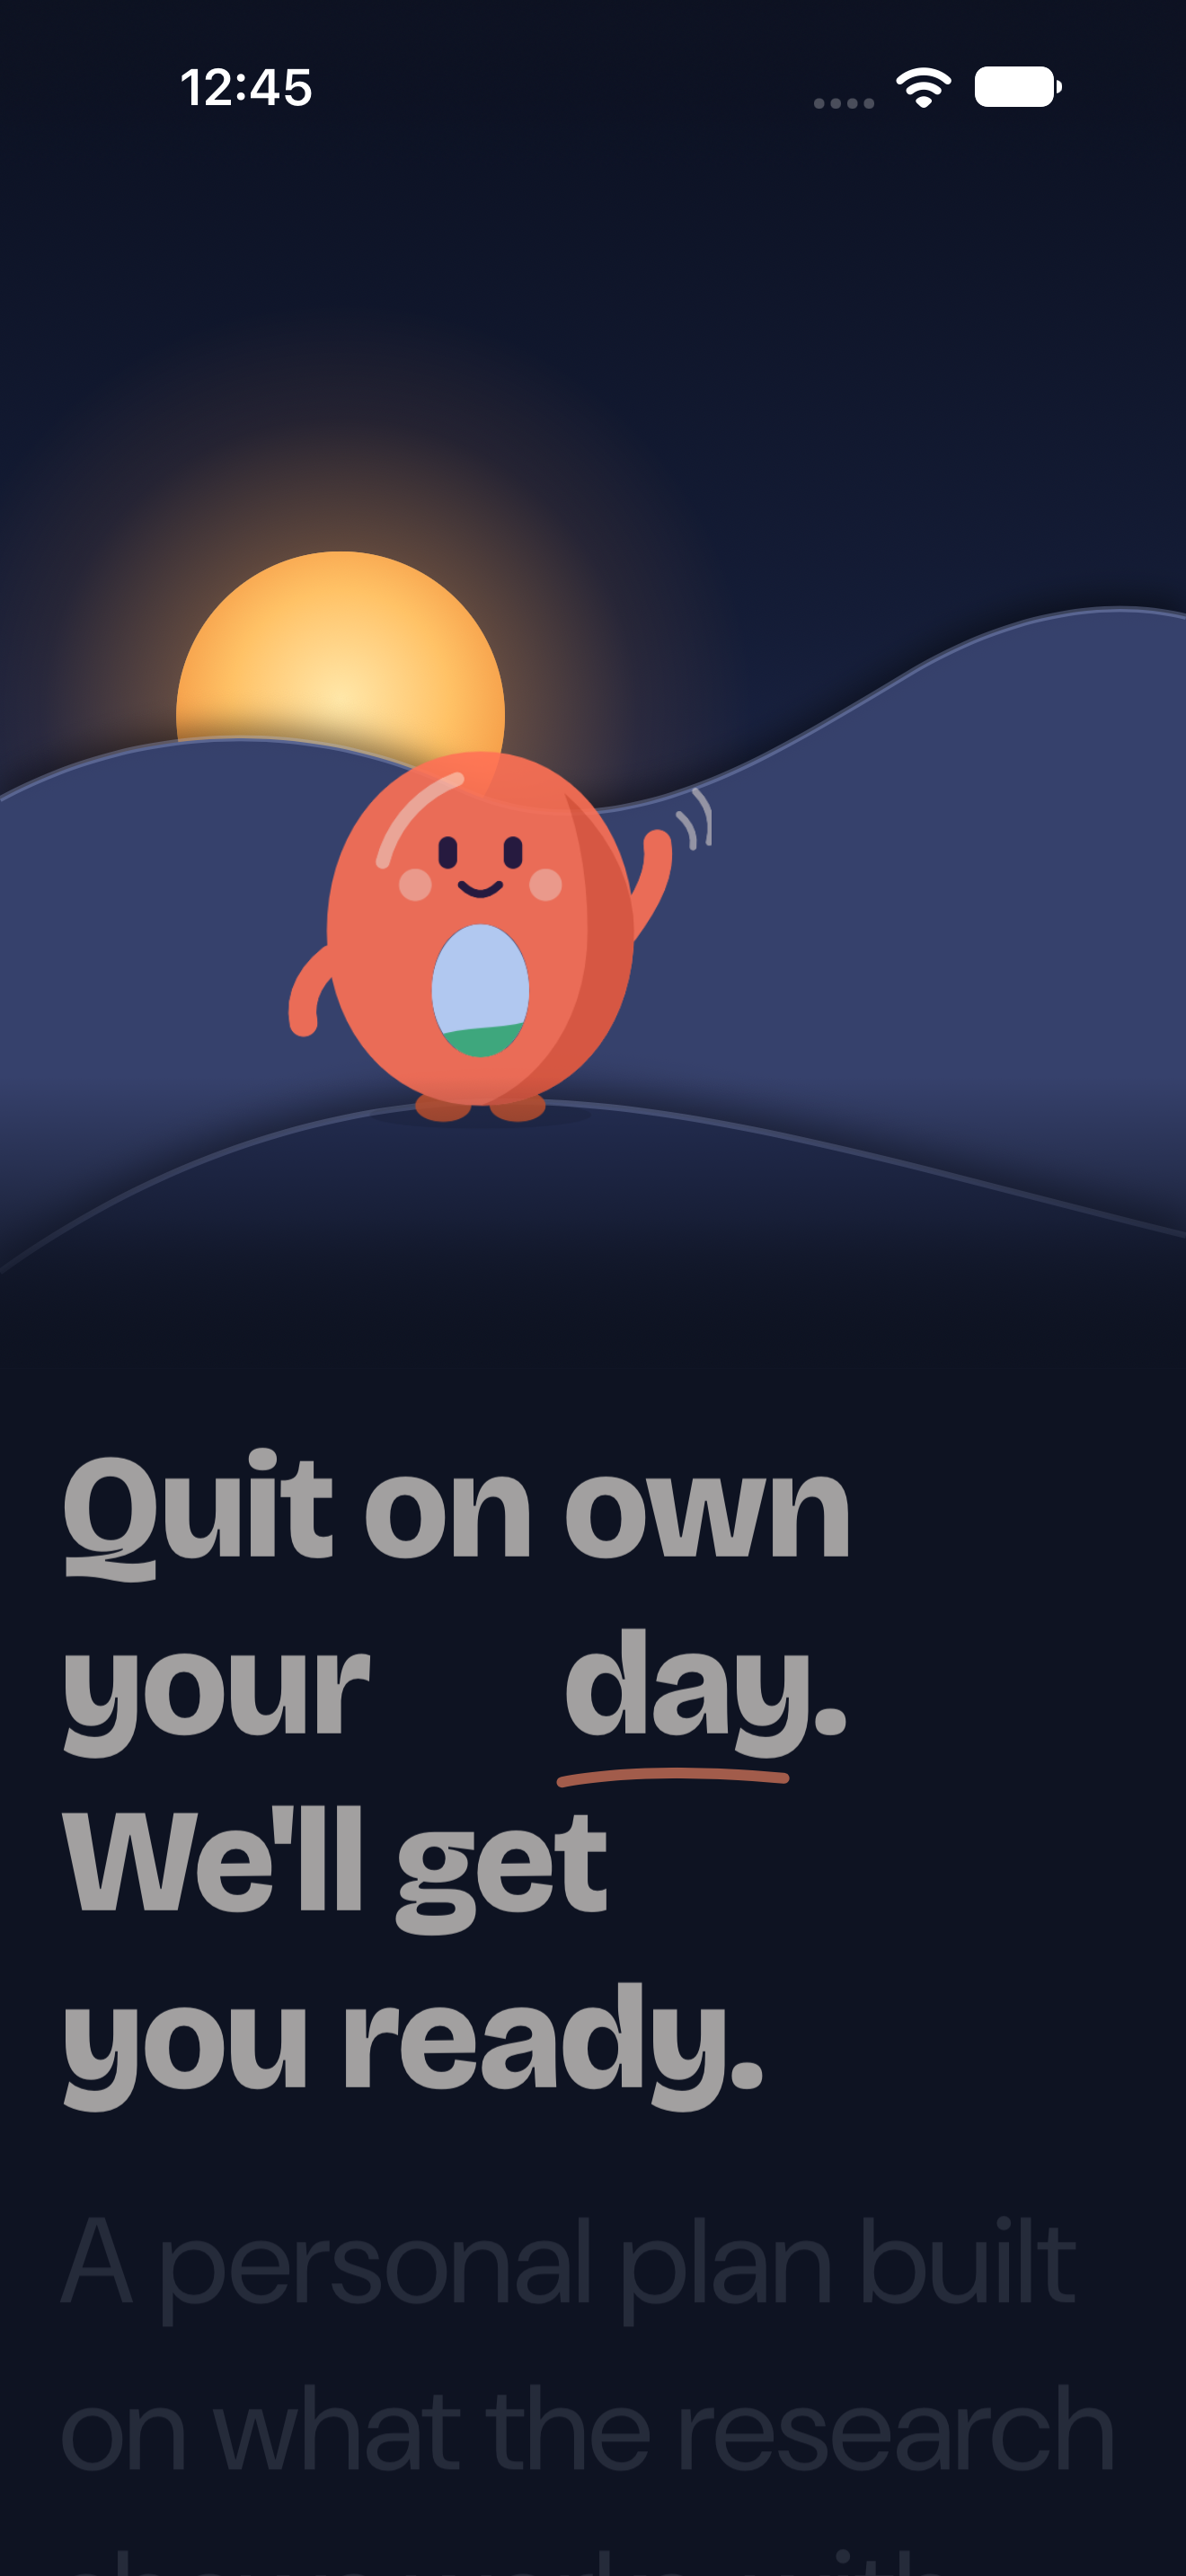 12:45
Quit on own
your day.
We'll get
you ready.
A personal plan built
on what the research